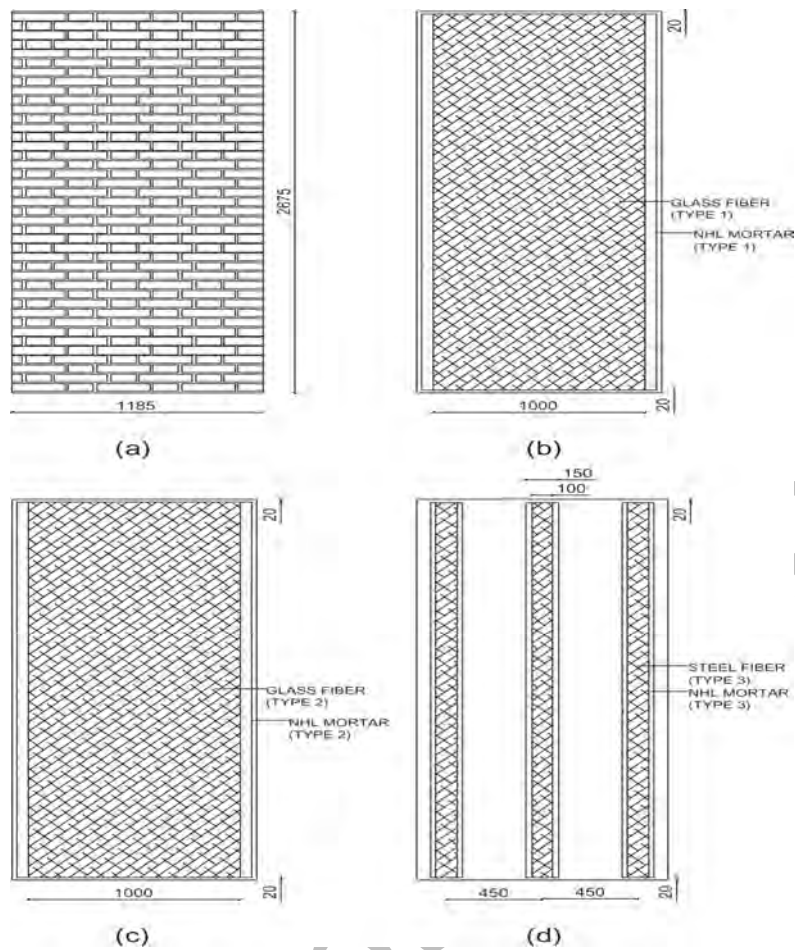 2675
1185
(a)
20
GLASS FIBER
(TYPE 1)
NHL MORTAR
(TYPE 1)
1000
20
(b)
20
GLASS FIBER
(TYPE 2)
NHL MORTAR
(TYPE 2)
1000
20
(c)
150
100
20
STEEL FIBER
(TYPE 3)
NHL MORTAR
(TYPE 3)
450
450
20
(d)